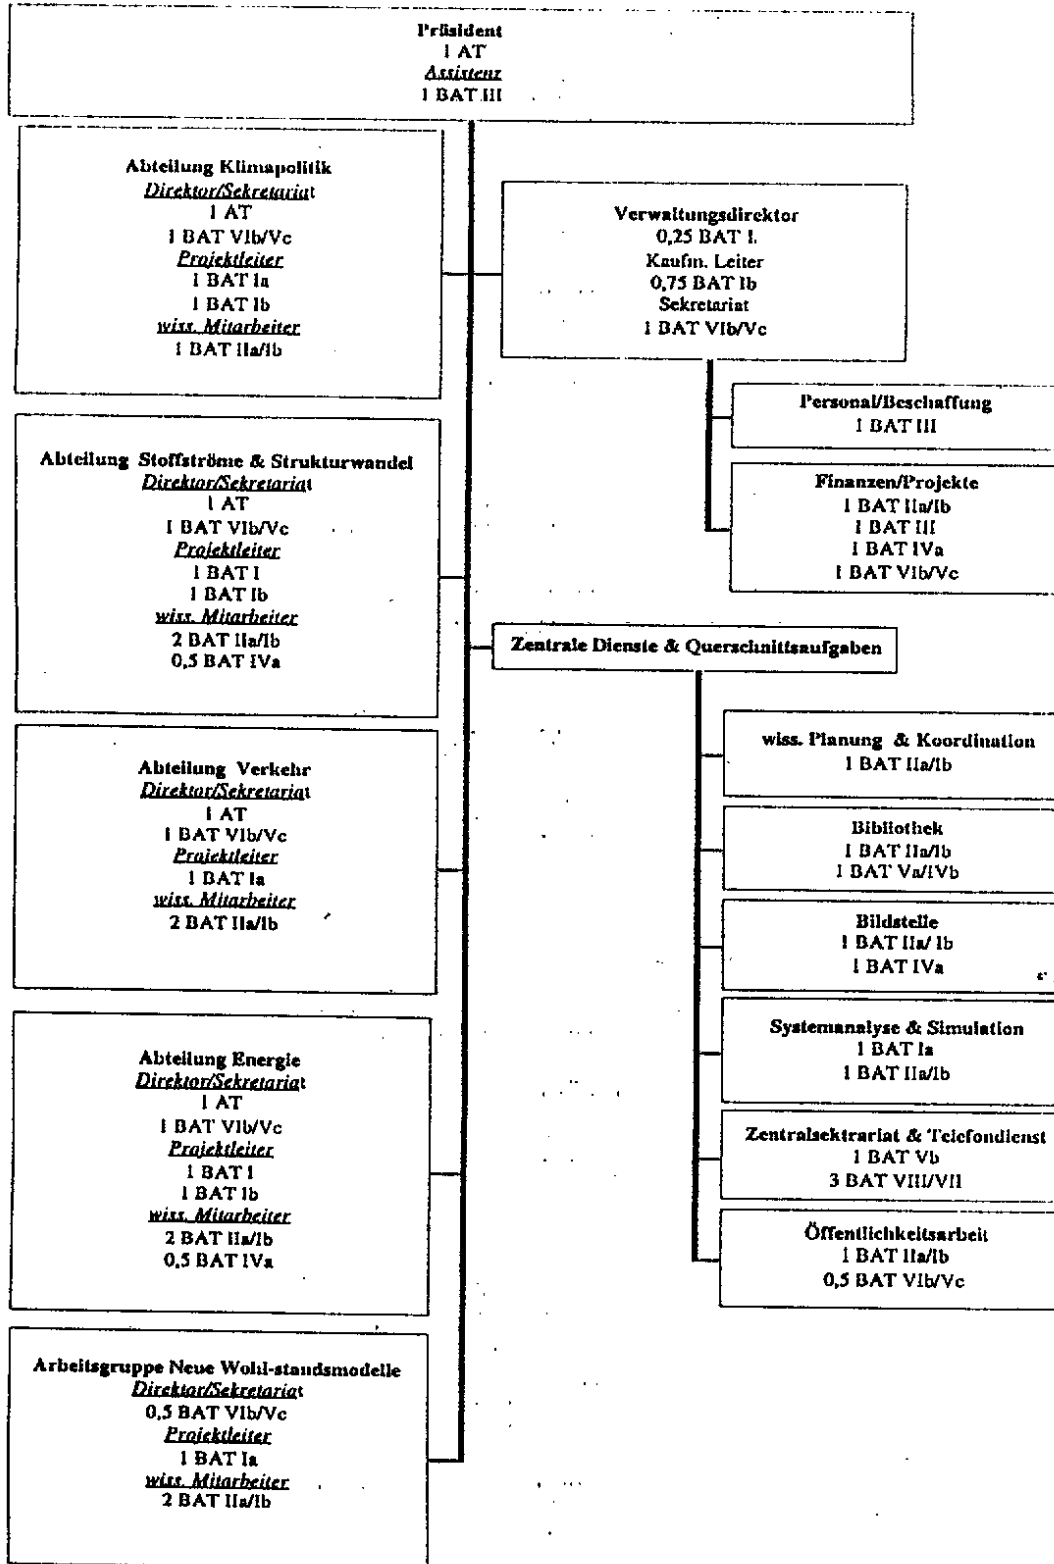 Präsident
1 AT
Assistenz
1 BAT III
Abteilung Klimapolitik
Direktor/Sekretariat
1 AT
1 BAT VIb/Vc
Projektleiter
1 BAT Ia
1 BAT Ib
wiss. Mitarbeiter
1 BAT IIa/Ib
Verwaltungsdirektor
0,25 BAT I.
Kaufm. Leiter
0,75 BAT Ib
Sekretariat
1 BAT VIb/Vc
Personal/Beschaffung
1 BAT III
Finanzen/Projekte
1 BAT IIa/Ib
1 BAT III
1 BAT IVa
1 BAT VIb/Vc
Abteilung Stoffströme & Strukturwandel
Direktor/Sekretariat
1 AT
1 BAT VIb/Vc
Projektleiter
1 BAT I
1 BAT Ib
wiss. Mitarbeiter
2 BAT IIa/Ib
0,5 BAT IVa
Zentrale Dienste & Querschnittsaufgaben
wiss. Planung & Koordination
1 BAT IIa/Ib
Bibliothek
1 BAT IIa/Ib
1 BAT Va/IVb
Bildstelle
1 BAT IIa/ Ib
1 BAT IVa
Systemanalyse & Simulation
1 BAT Ia
1 BAT IIa/Ib
Zentralsektrariat & Telefondienst
1 BAT Vb
3 BAT VIII/VII
Öffentlichkeitsarbeit
1 BAT IIa/Ib
0,5 BAT VIb/Vc
Abteilung Verkehr
Direktor/Sekretariat
1 AT
1 BAT VIb/Vc
Projektleiter
1 BAT Ia
wiss. Mitarbeiter
2 BAT IIa/Ib
Abteilung Energie
Direktor/Sekretariat
1 AT
1 BAT VIb/Vc
Projektleiter
1 BAT I
1 BAT Ib
wiss. Mitarbeiter
2 BAT IIa/Ib
0,5 BAT IVa
Arbeitsgruppe Neue Wohl-standsmodelle
Direktor/Sekretariat
0,5 BAT VIb/Vc
Projektleiter
1 BAT Ia
wiss. Mitarbeiter
2 BAT IIa/Ib